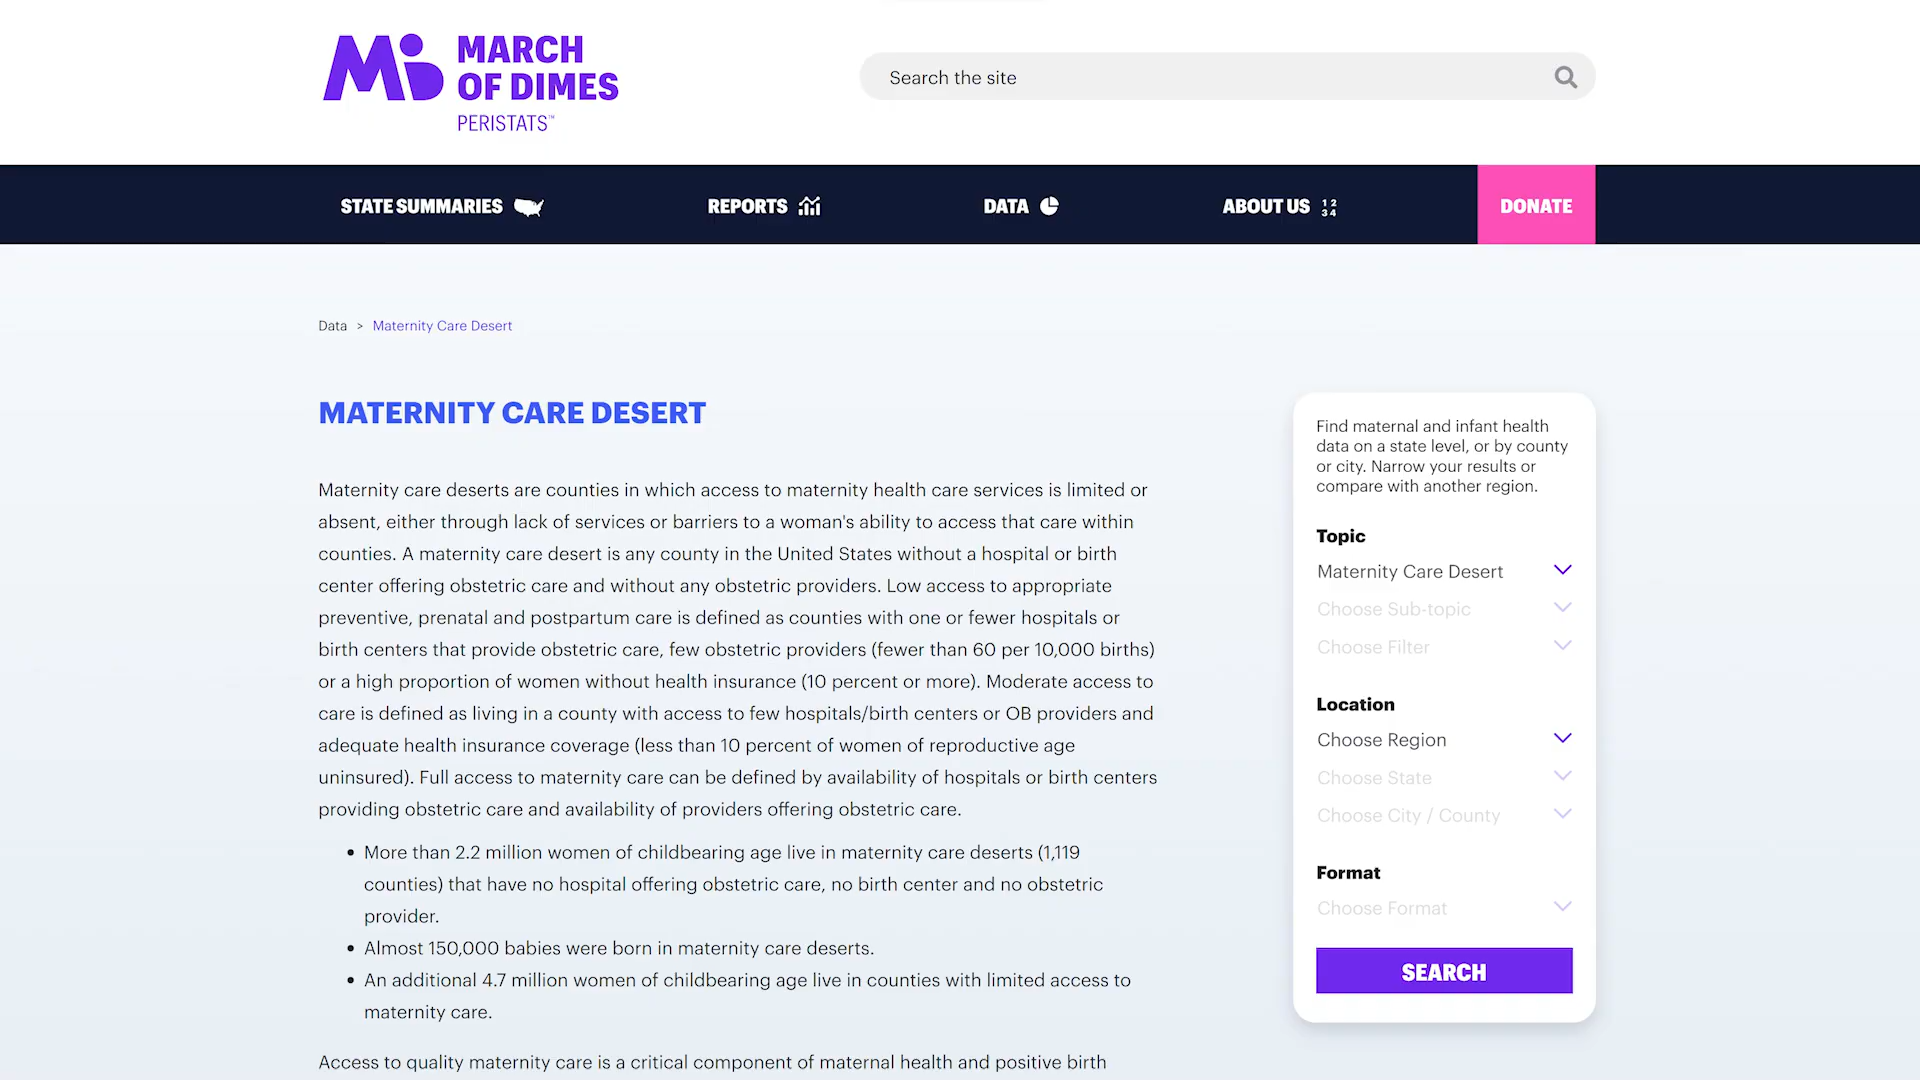 MARCH
OF DIMES
PERISTATS™
Search the site
STATE SUMMARIES
REPORTS
DATA
ABOUT US
1 2
3 4
DONATE
Data > Maternity Care Desert
MATERNITY CARE DESERT
Maternity care deserts are counties in which access to maternity health care services is limited or
absent, either through lack of services or barriers to a woman's ability to access that care within
counties. A maternity care desert is any county in the United States without a hospital or birth
center offering obstetric care and without any obstetric providers. Low access to appropriate
preventive, prenatal and postpartum care is defined as counties with one or fewer hospitals or
birth centers that provide obstetric care, few obstetric providers (fewer than 60 per 10,000 births)
or a high proportion of women without health insurance (10 percent or more). Moderate access to
care is defined as living in a county with access to few hospitals/birth centers or OB providers and
adequate health insurance coverage (less than 10 percent of women of reproductive age
uninsured). Full access to maternity care can be defined by availability of hospitals or birth centers
providing obstetric care and availability of providers offering obstetric care.
• More than 2.2 million women of childbearing age live in maternity care deserts (1,119
counties) that have no hospital offering obstetric care, no birth center and no obstetric
provider.
• Almost 150,000 babies were born in maternity care deserts.
• An additional 4.7 million women of childbearing age live in counties with limited access to
maternity care.
Access to quality maternity care is a critical component of maternal health and positive birth
Find maternal and infant health
data on a state level, or by county
or city. Narrow your results or
compare with another region.
Topic
Maternity Care Desert
Choose Sub-topic
Choose Filter
Location
Choose Region
Choose State
Choose City / County
Format
Choose Format
SEARCH